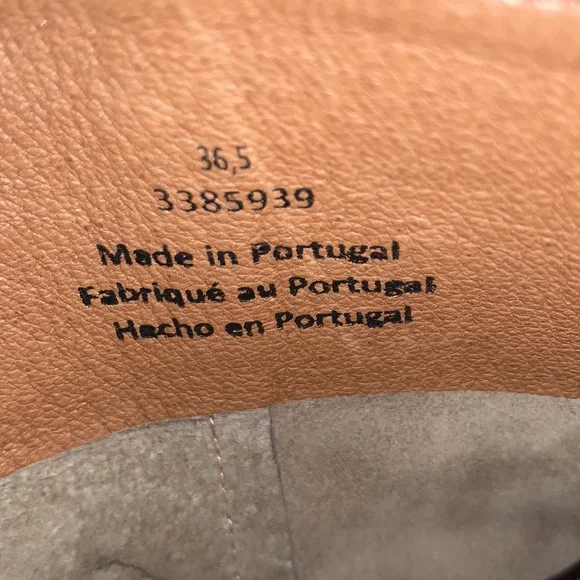 36,5
3385939
Made in Portugal
Fabriqué au Portugal
Hecho en Portugal